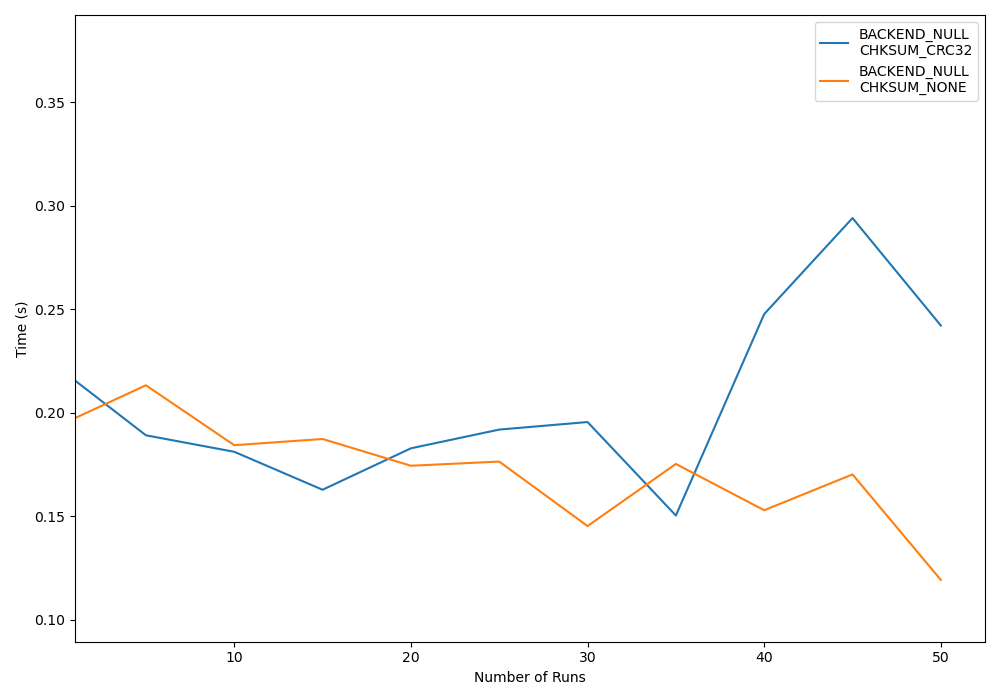 BACKEND_NULL
CHKSUM_CRC32
BACKEND_NULL
CHKSUM_NONE
0.35
0.30
0.25
0.20
0.15
0.10
Time (s)
10 20 30 40 50
Number of Runs